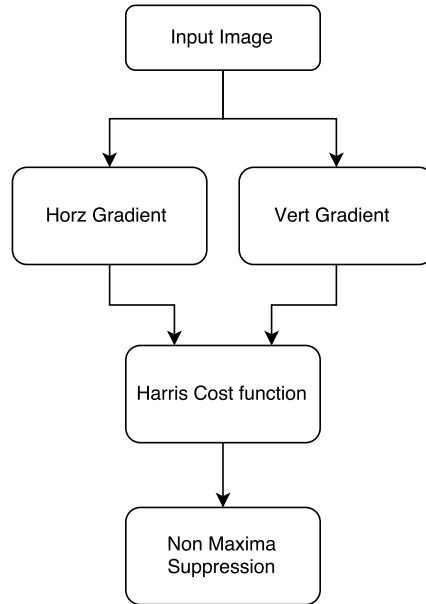 Input Image
Horz Gradient
Vert Gradient
Harris Cost function
Non Maxima
Suppression